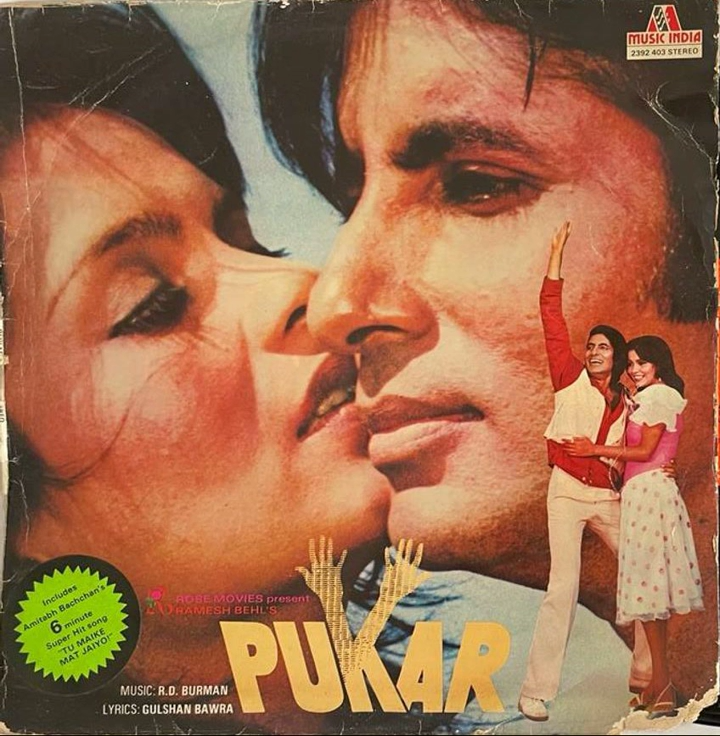 MUSIC INDIA
2392 403 STEREO
Includes
Amitabh Bachchan's
6 minute
Super Hit song
"TU MAIKE
MAT JAIYO!"
ROSE MOVIES present
RAMESH BEHL'S
PUKAR
MUSIC: R.D. BURMAN
LYRICS: GULSHAN BAWRA